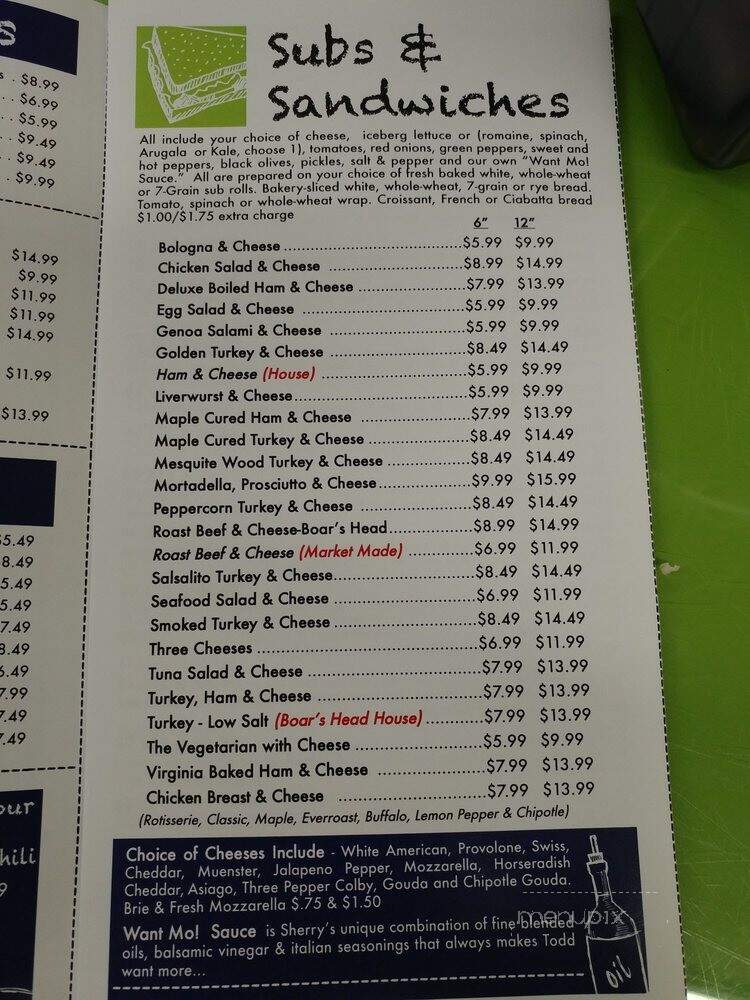 s
s . $8.99
. . $6.99
. . $5.99
. . $9.49
. . $9.49
. $9.99
$14.99
$9.99
$11.99
$11.99
$14.99
$11.99
$13.99
$5.49
8.49
5.49
5.49
7.49
8.49
6.49
7.99
7.49
7.49
our
hili
9
Subs &
Sandwiches
All include your choice of cheese, iceberg lettuce or (romaine, spinach,
Arugala or Kale, choose 1), tomatoes, red onions, green peppers, sweet and
hot peppers, black olives, pickles, salt & pepper and our own "Want Mo!
Sauce." All are prepared on your choice of fresh baked white, whole-wheat
or 7-Grain sub rolls. Bakery-sliced white, whole-wheat, 7-grain or rye bread.
Tomato, spinach or whole-wheat wrap. Croissant, French or Ciabatta bread
$1.00/$1.75 extra charge
6" 12"
Bologna & Cheese ..............................$5.99 $9.99
Chicken Salad & Cheese ......................$8.99 $14.99
Deluxe Boiled Ham & Cheese ..................$7.99 $13.99
Egg Salad & Cheese ...........................$5.99 $9.99
Genoa Salami & Cheese .......................$5.99 $9.99
Golden Turkey & Cheese ......................$8.49 $14.49
Ham & Cheese (House) ........................$5.99 $9.99
Liverwurst & Cheese.............................$5.99 $9.99
Maple Cured Ham & Cheese ..................$7.99 $13.99
Maple Cured Turkey & Cheese ................$8.49 $14.49
Mesquite Wood Turkey & Cheese .............$8.49 $14.49
Mortadella, Prosciutto & Cheese...............$9.99 $15.99
Peppercorn Turkey & Cheese .................$8.49 $14.49
Roast Beef & Cheese-Boar's Head.............$8.99 $14.99
Roast Beef & Cheese (Market Made) ..........$6.99 $11.99
Salsalito Turkey & Cheese......................$8.49 $14.49
Seafood Salad & Cheese ......................$6.99 $11.99
Smoked Turkey & Cheese ......................$8.49 $14.49
Three Cheeses ..................................$6.99 $11.99
Tuna Salad & Cheese ..........................$7.99 $13.99
Turkey, Ham & Cheese .........................$7.99 $13.99
Turkey - Low Salt (Boar's Head House) .........$7.99 $13.99
The Vegetarian with Cheese ...................$5.99 $9.99
Virginia Baked Ham & Cheese ................$7.99 $13.99
Chicken Breast & Cheese ......................$7.99 $13.99
(Rotisserie, Classic, Maple, Everroast, Buffalo, Lemon Pepper & Chipotle)
Choice of Cheeses Include - White American, Provolone, Swiss,
Cheddar, Muenster, Jalapeno Pepper, Mozzarella, Horseradish
Cheddar, Asiago, Three Pepper Colby, Gouda and Chipotle Gouda.
Brie & Fresh Mozzarella $.75 & $1.50
Want Mo! Sauce is Sherry's unique combination of fine blended
oils, balsamic vinegar & italian seasonings that always makes Todd
want more...
oil
menupix